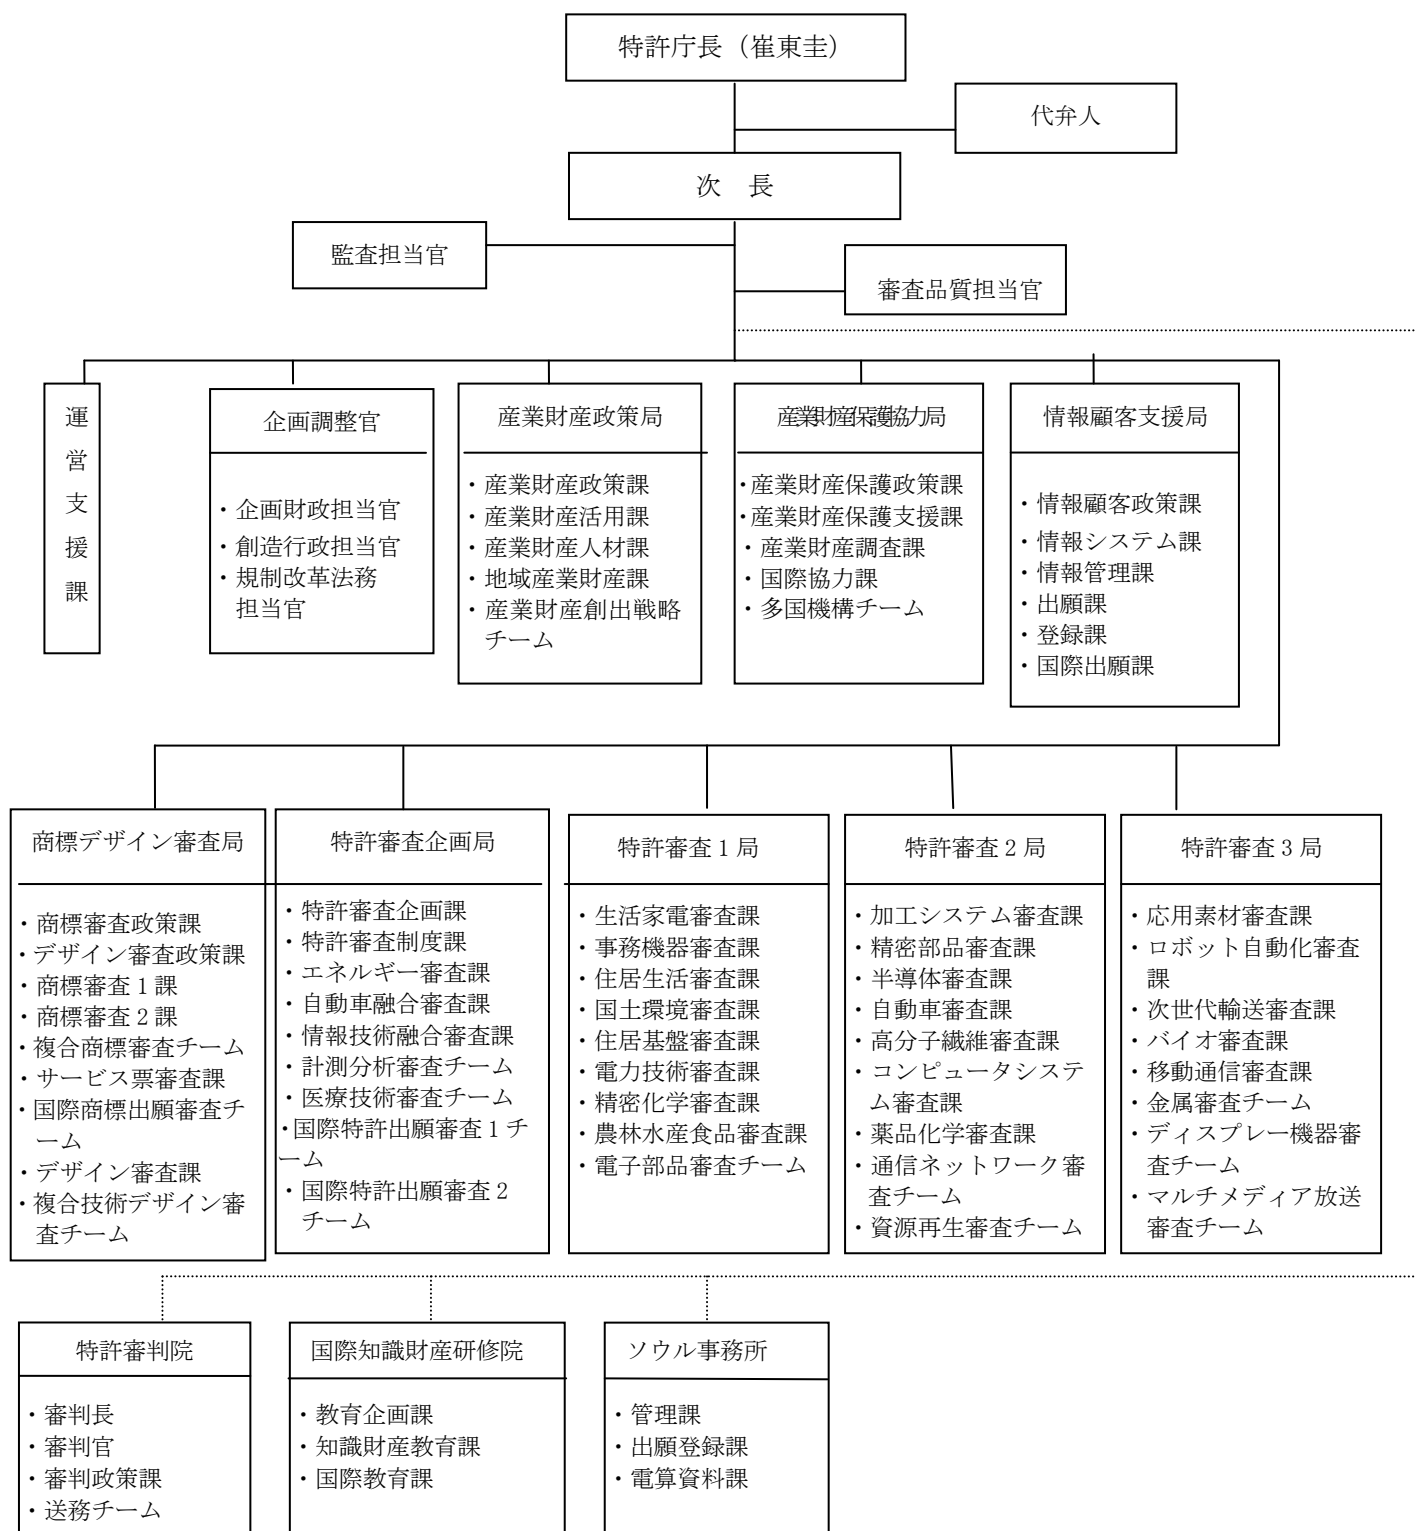 特許庁長（崔東圭）
代弁人
次　長
監査担当官
審査品質担当官
運営支援課
企画調整官
・企画財政担当官
・創造行政担当官
・規制改革法務
担当官
産業財産政策局
・産業財産政策課
・産業財産活用課
・産業財産人材課
・地域産業財産課
・産業財産創出戦略
チーム
産業財産保護協力局
・産業財産保護政策課
・産業財産保護支援課
・産業財産調査課
・国際協力課
・多国機構チーム
情報顧客支援局
・情報顧客政策課
・情報システム課
・情報管理課
・出願課
・登録課
・国際出願課
商標デザイン審査局
・商標審査政策課
・デザイン審査政策課
・商標審査１課
・商標審査２課
・複合商標審査チーム
・サービス票審査課
・国際商標出願審査チ
ーム
・デザイン審査課
・複合技術デザイン審
査チーム
特許審査企画局
・特許審査企画課
・特許審査制度課
・エネルギー審査課
・自動車融合審査課
・情報技術融合審査課
・計測分析審査チーム
・医療技術審査チーム
・国際特許出願審査１チ
ーム
・国際特許出願審査２
チーム
特許審査１局
・生活家電審査課
・事務機器審査課
・住居生活審査課
・国土環境審査課
・住居基盤審査課
・電力技術審査課
・精密化学審査課
・農林水産食品審査課
・電子部品審査チーム
特許審査２局
・加工システム審査課
・精密部品審査課
・半導体審査課
・自動車審査課
・高分子繊維審査課
・コンピュータシステ
ム審査課
・薬品化学審査課
・通信ネットワーク審
査チーム
・資源再生審査チーム
特許審査３局
・応用素材審査課
・ロボット自動化審査
課
・次世代輸送審査課
・バイオ審査課
・移動通信審査課
・金属審査チーム
・ディスプレー機器審
査チーム
・マルチメディア放送
審査チーム
特許審判院
・審判長
・審判官
・審判政策課
・送務チーム
国際知識財産研修院
・教育企画課
・知識財産教育課
・国際教育課
ソウル事務所
・管理課
・出願登録課
・電算資料課